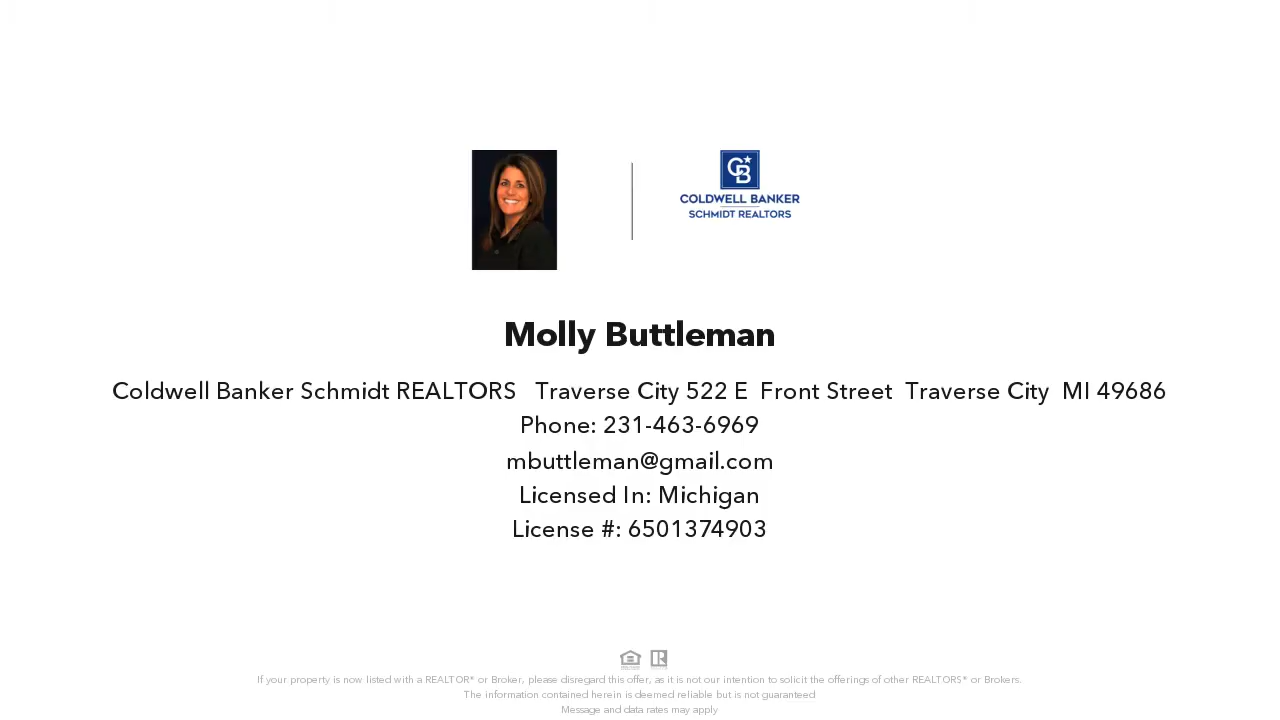 CB
COLDWELL BANKER
SCHMIDT REALTORS
Molly Buttleman
Coldwell Banker Schmidt REALTORS Traverse City 522 E Front Street Traverse City MI 49686
Phone: 231-463-6969
mbuttleman@gmail.com
Licensed In: Michigan
License #: 6501374903
If your property is now listed with a REALTOR® or Broker, please disregard this offer, as it is not our intention to solicit the offerings of other REALTORS® or Brokers.
The information contained herein is deemed reliable but is not guaranteed
Message and data rates may apply